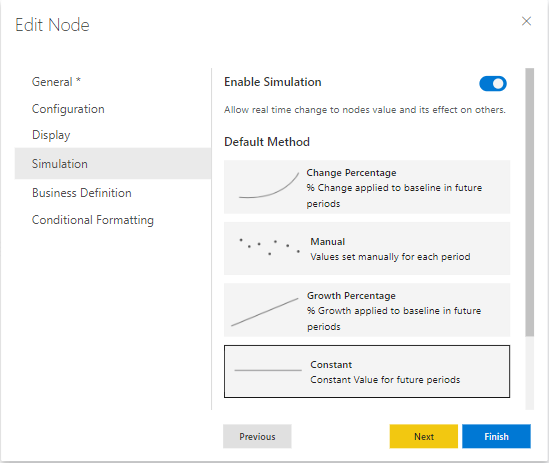 Edit Node
General *
Configuration
Display
Simulation
Business Definition
Conditional Formatting
Enable Simulation
Allow real time change to nodes value and its effect on others.
Default Method
Change Percentage
% Change applied to baseline in future
periods
Manual
Values set manually for each period
Growth Percentage
% Growth applied to baseline in future
periods
Constant
Constant Value for future periods
Previous
Next
Finish